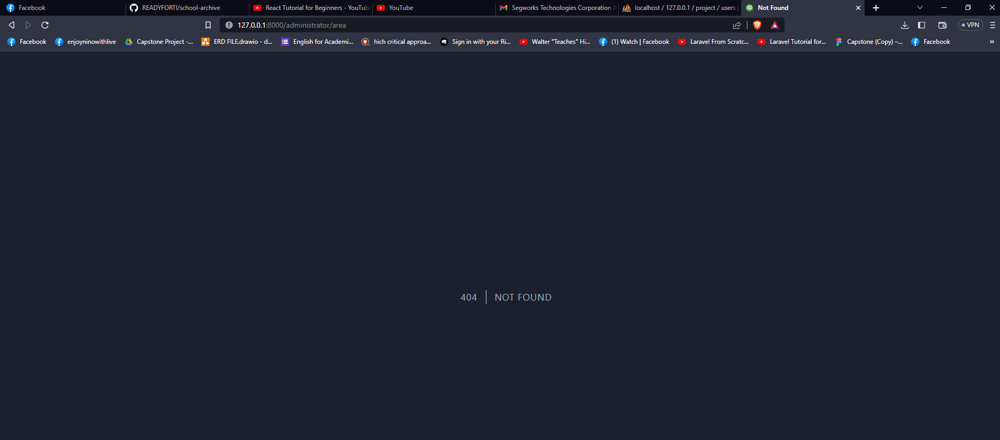 Facebook
READYFORTI/school-archive
React Tutorial for Beginners - YouTube
YouTube
Segworks Technologies Corporation
localhost / 127.0.0.1 / project / users |
Not Found
127.0.0.1:8000/administrator/area
VPN
Facebook
enjoyninowithlive
Capstone Project -...
ERD FILE.drawio - d...
English for Academi...
hich critical approa...
Sign in with your Ri...
Walter "Teaches" Hi...
(1) Watch | Facebook
Laravel From Scratc...
Laravel Tutorial for...
Capstone (Copy) –...
Facebook
»
404
NOT FOUND